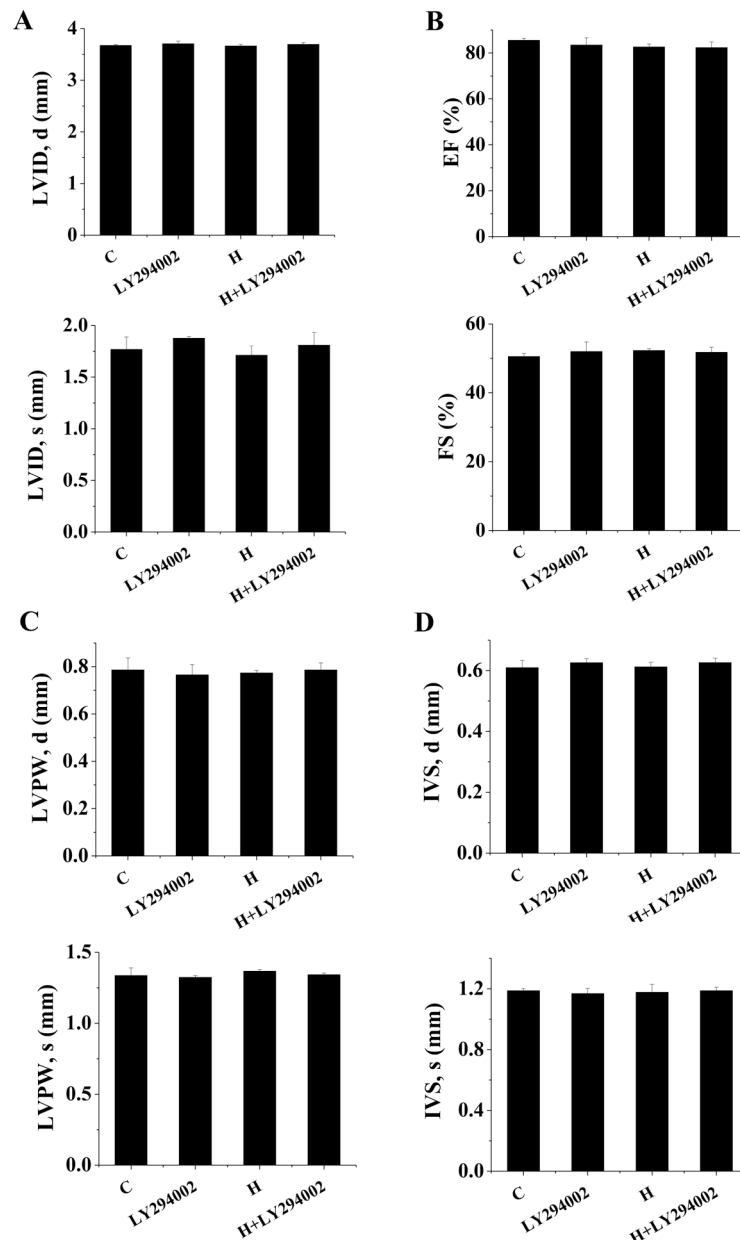 A
LVID, d (mm)
4
3
2
1
0
C
LY294002
H
H+LY294002
LVID, s (mm)
2.0
1.5
1.0
0.5
0.0
C
LY294002
H
H+LY294002
B
EF (%)
80
60
40
20
0
C
LY294002
H
H+LY294002
FS (%)
60
40
20
0
C
LY294002
H
H+LY294002
C
LVPW, d (mm)
0.8
0.6
0.4
0.2
0.0
C
LY294002
H
H+LY294002
LVPW, s (mm)
1.5
1.0
0.5
0.0
C
LY294002
H
H+LY294002
D
IVS, d (mm)
0.6
0.4
0.2
0.0
C
LY294002
H
H+LY294002
IVS, s (mm)
1.2
0.8
0.4
0.0
C
LY294002
H
H+LY294002